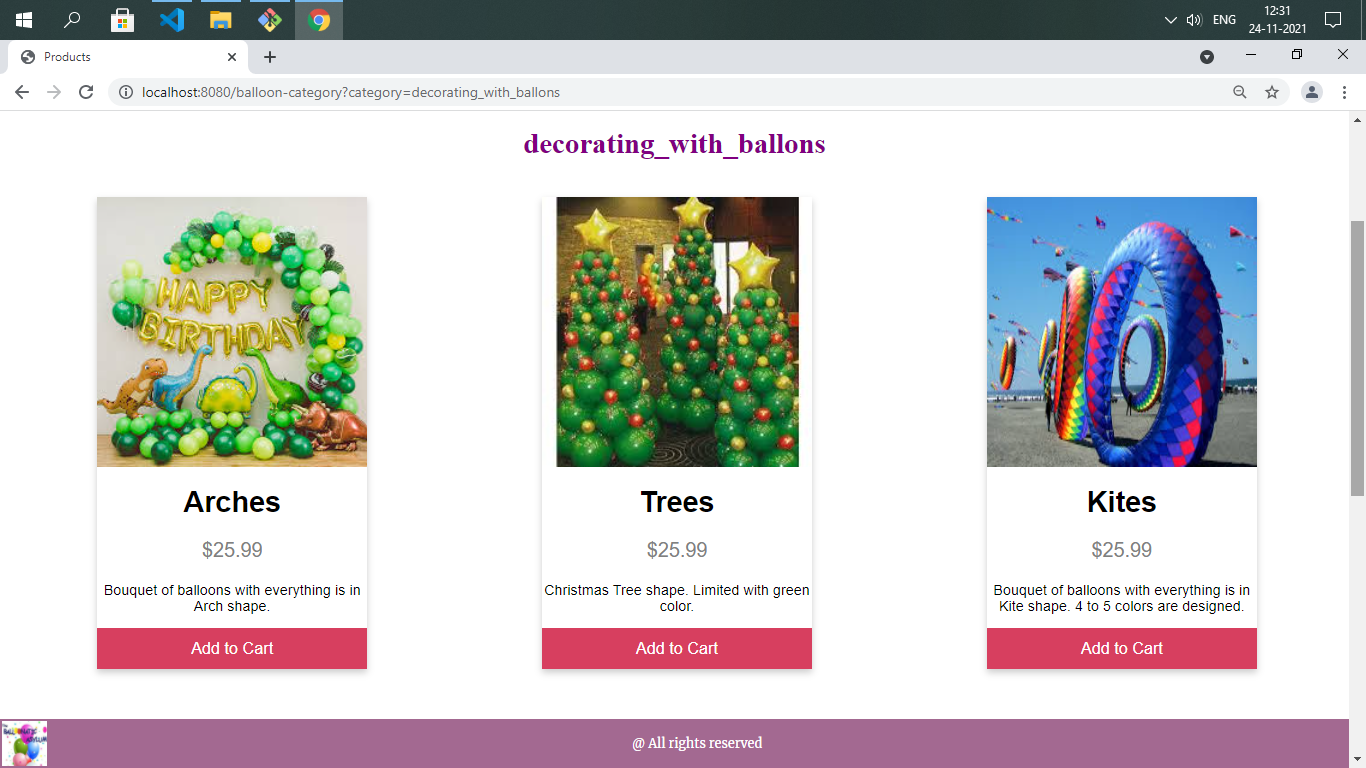 ENG
12:31
24-11-2021
Products
localhost:8080/balloon-category?category=decorating_with_ballons
decorating_with_ballons
HAPPY
BIRTHDAY
Arches
$25.99
Bouquet of balloons with everything is in
Arch shape.
Add to Cart
Trees
$25.99
Christmas Tree shape. Limited with green
color.
Add to Cart
Kites
$25.99
Bouquet of balloons with everything is in
Kite shape. 4 to 5 colors are designed.
Add to Cart
@ All rights reserved